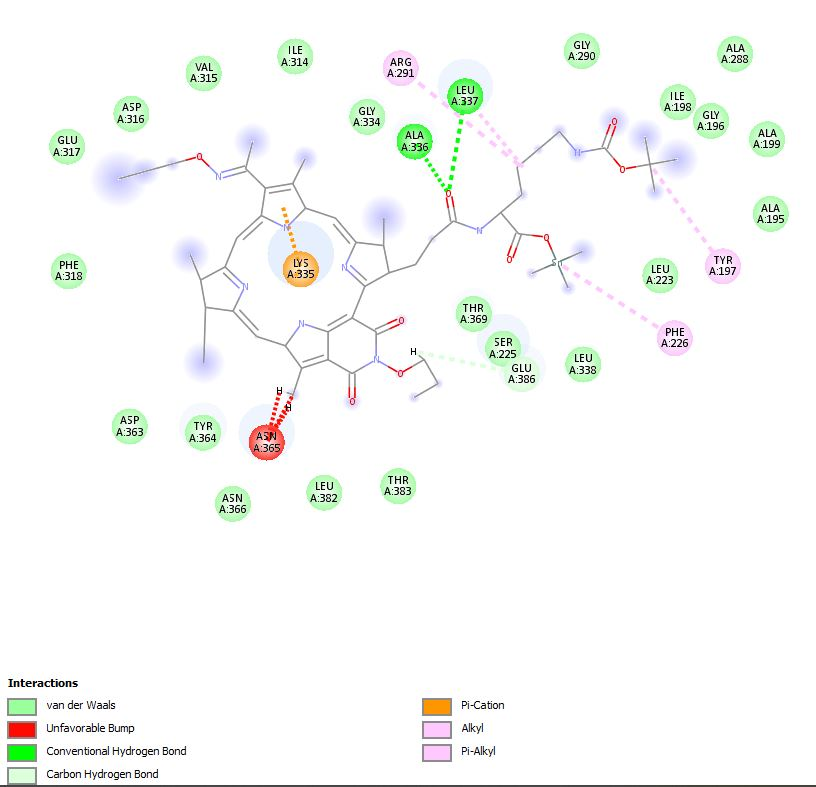 ILE
A:314
VAL
A:315
ARG
A:291
GLY
A:290
ALA
A:288
ASP
A:316
GLU
A:317
GLY
A:334
LEU
A:337
ILE
A:198
GLY
A:196
ALA
A:199
ALA
A:336
O
N
O
N
O
O
N
N
O
N
O
O
Sn
ALA
A:195
PHE
A:318
LYS
A:335
N
N
TYR
A:197
LEU
A:223
THR
A:369
N
O
N
O
O
H
SER
A:225
GLU
A:386
LEU
A:338
PHE
A:226
H
H
ASP
A:363
TYR
A:364
ASN
A:365
ASN
A:366
LEU
A:382
THR
A:383
Interactions
van der Waals
Unfavorable Bump
Conventional Hydrogen Bond
Carbon Hydrogen Bond
Pi-Cation
Alkyl
Pi-Alkyl